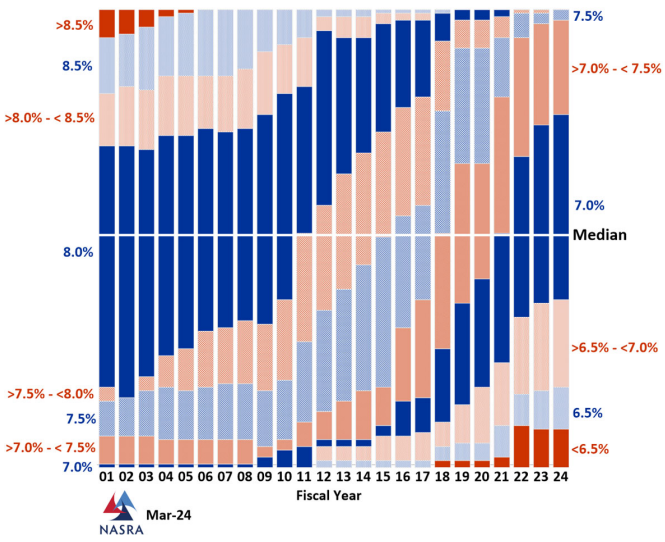 >8.5%
8.5%
>8.0% - < 8.5%
7.5%
>7.0% - < 7.5%
7.0%
Median
8.0%
>7.5% - <8.0%
7.5%
>7.0% - < 7.5%
7.0%
>6.5% - <7.0%
6.5%
<6.5%
01 02 03 04 05 06 07 08 09 10 11 12 13 14 15 16 17 18 19 20 21 22 23 24
Fiscal Year
Mar-24
NASRA